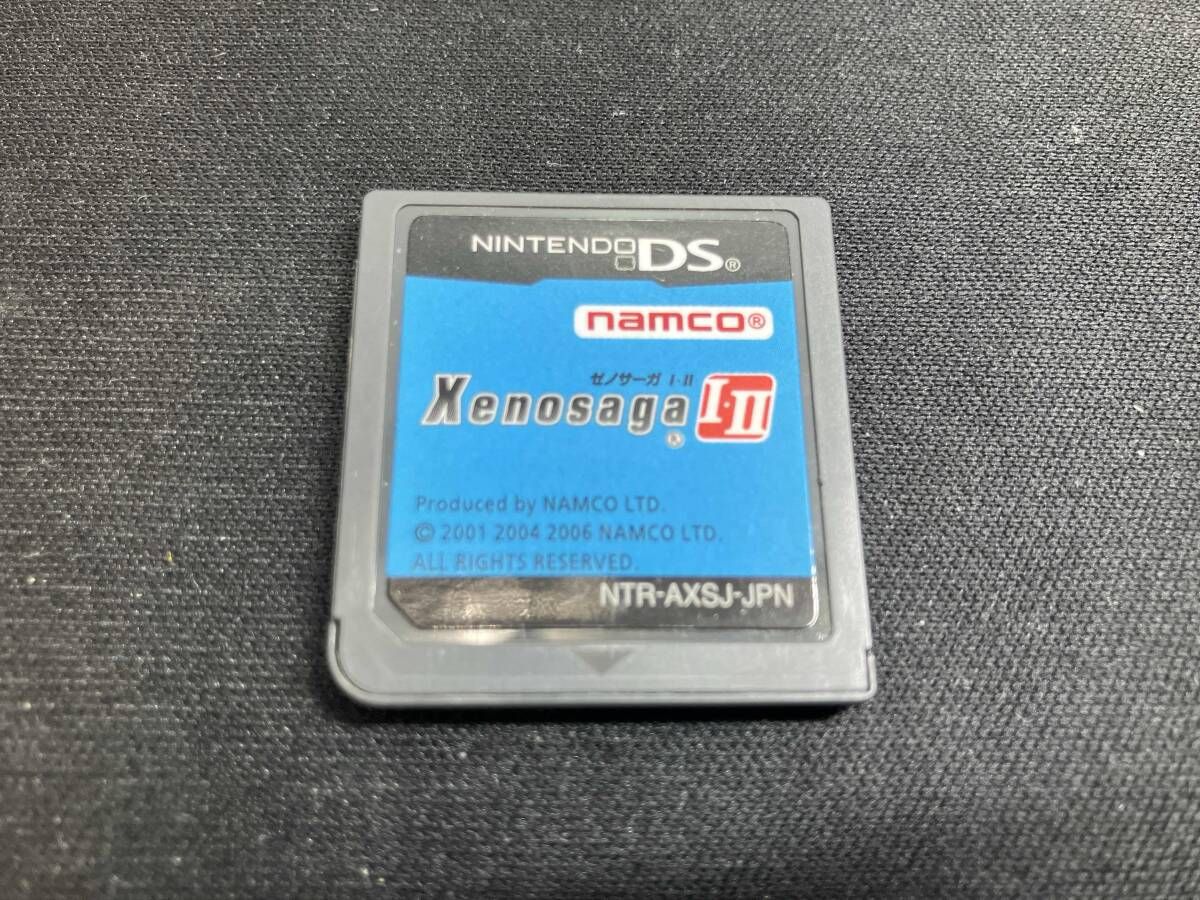 NINTENDO DS®
namco®
ゼノサーガ I・II
Xenosaga® I・II
Produced by NAMCO LTD.
© 2001 2004 2006 NAMCO LTD.
ALL RIGHTS RESERVED.
NTR-AXSJ-JPN